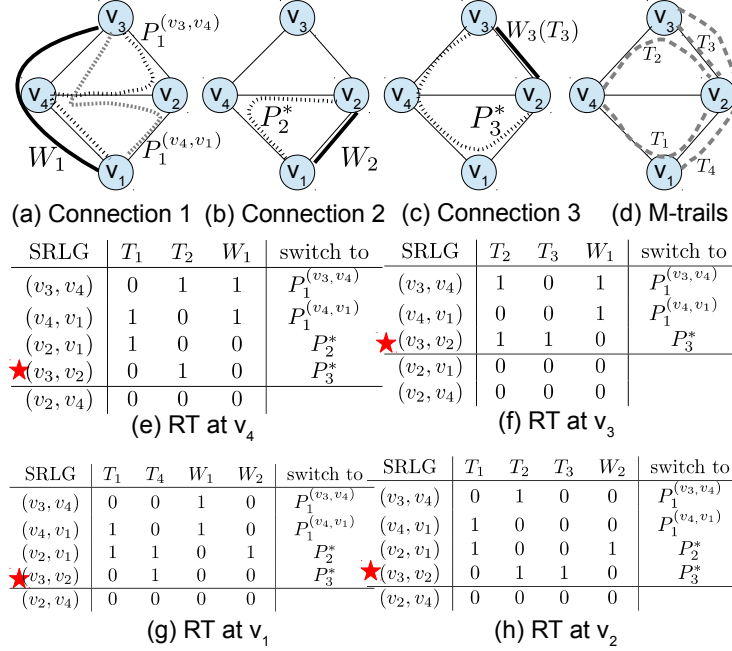 V3 V4 V2 V1 W1 P1^(v3,v4) P1^(v4,v1)
V3 V4 V2 V1 P2* W2
V3 V4 V2 V1 W3(T3) P3*
V3 V4 V2 V1 T2 T3 T1 T4
(a) Connection 1 (b) Connection 2 (c) Connection 3 (d) M-trails
SRLG T1 T2 W1 switch to
(v3, v4) 0 1 1 P1^(v3,v4)
(v4, v1) 1 0 1 P1^(v4,v1)
(v2, v1) 1 0 0 P2*
(v3, v2) 0 1 0 P3*
(v2, v4) 0 0 0
(e) RT at v4
SRLG T2 T3 W1 switch to
(v3, v4) 1 0 1 P1^(v3,v4)
(v4, v1) 0 0 1 P1^(v4,v1)
(v3, v2) 1 1 0 P3*
(v2, v1) 0 0 0
(v2, v4) 0 0 0
(f) RT at v3
SRLG T1 T4 W1 W2 switch to
(v3, v4) 0 0 1 0 P1^(v3,v4)
(v4, v1) 1 0 1 0 P1^(v4,v1)
(v2, v1) 1 1 0 1 P2*
(v3, v2) 0 1 0 0 P3*
(v2, v4) 0 0 0 0
(g) RT at v1
SRLG T1 T2 T3 W2 switch to
(v3, v4) 0 1 0 0 P1^(v3,v4)
(v4, v1) 1 0 0 0 P1^(v4,v1)
(v2, v1) 1 0 0 1 P2*
(v3, v2) 0 1 1 0 P3*
(v2, v4) 0 0 0 0
(h) RT at v2